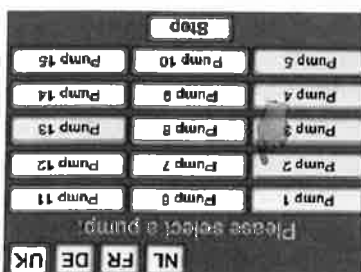 NL FR DE UK
Please select a pump:
Pump 1 Pump 6 Pump 11
Pump 2 Pump 7 Pump 12
Pump 3 Pump 8 Pump 13
Pump 4 Pump 9 Pump 14
Pump 5 Pump 10 Pump 15
Stop